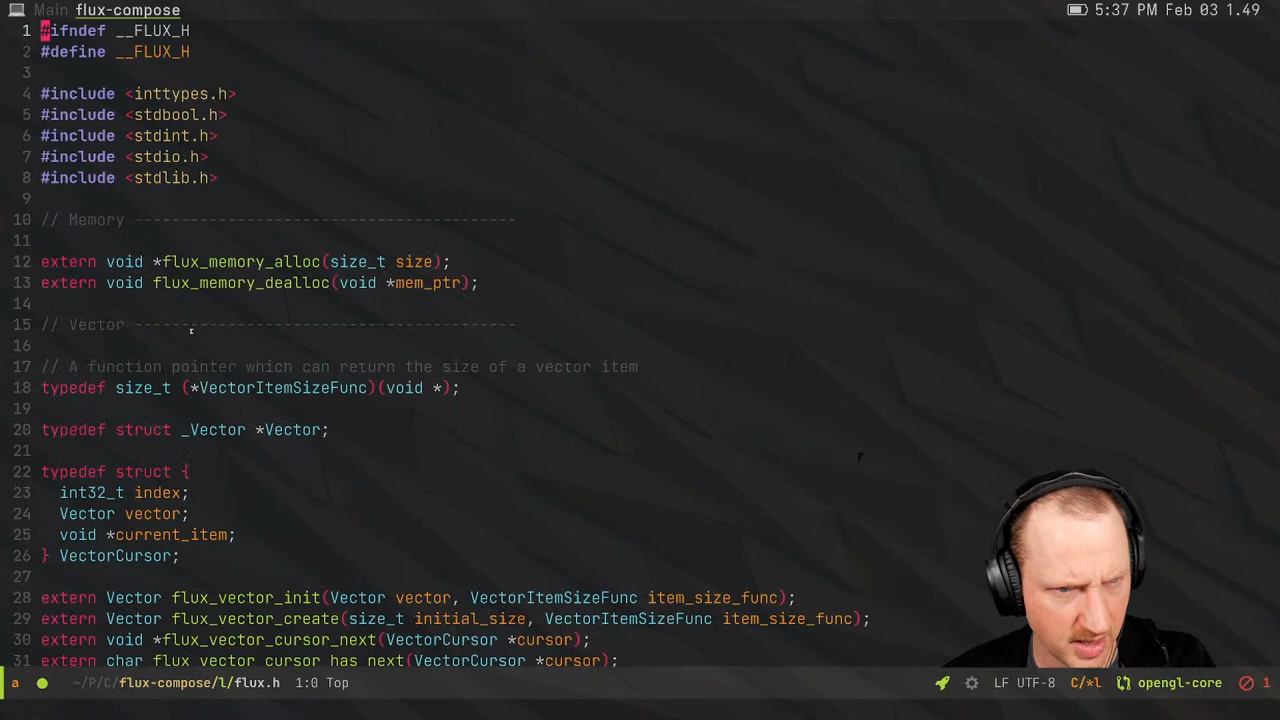 Main flux-compose
5:37 PM Feb 03 1.49
1 #ifndef __FLUX_H
2 #define __FLUX_H
3
4 #include <inttypes.h>
5 #include <stdbool.h>
6 #include <stdint.h>
7 #include <stdio.h>
8 #include <stdlib.h>
9
10 // Memory -----------------------------------------
11
12 extern void *flux_memory_alloc(size_t size);
13 extern void flux_memory_dealloc(void *mem_ptr);
14
15 // Vector -----------------------------------------
16
17 // A function pointer which can return the size of a vector item
18 typedef size_t (*VectorItemSizeFunc)(void *);
19
20 typedef struct _Vector *Vector;
21
22 typedef struct {
23 int32_t index;
24 Vector vector;
25 void *current_item;
26 } VectorCursor;
27
28 extern Vector flux_vector_init(Vector vector, VectorItemSizeFunc item_size_func);
29 extern Vector flux_vector_create(size_t initial_size, VectorItemSizeFunc item_size_func);
30 extern void *flux_vector_cursor_next(VectorCursor *cursor);
31 extern char flux_vector_cursor_has_next(VectorCursor *cursor);
a ~/P/C/flux-compose/l/flux.h 1:0 Top
LF UTF-8 C/*l opengl-core 1